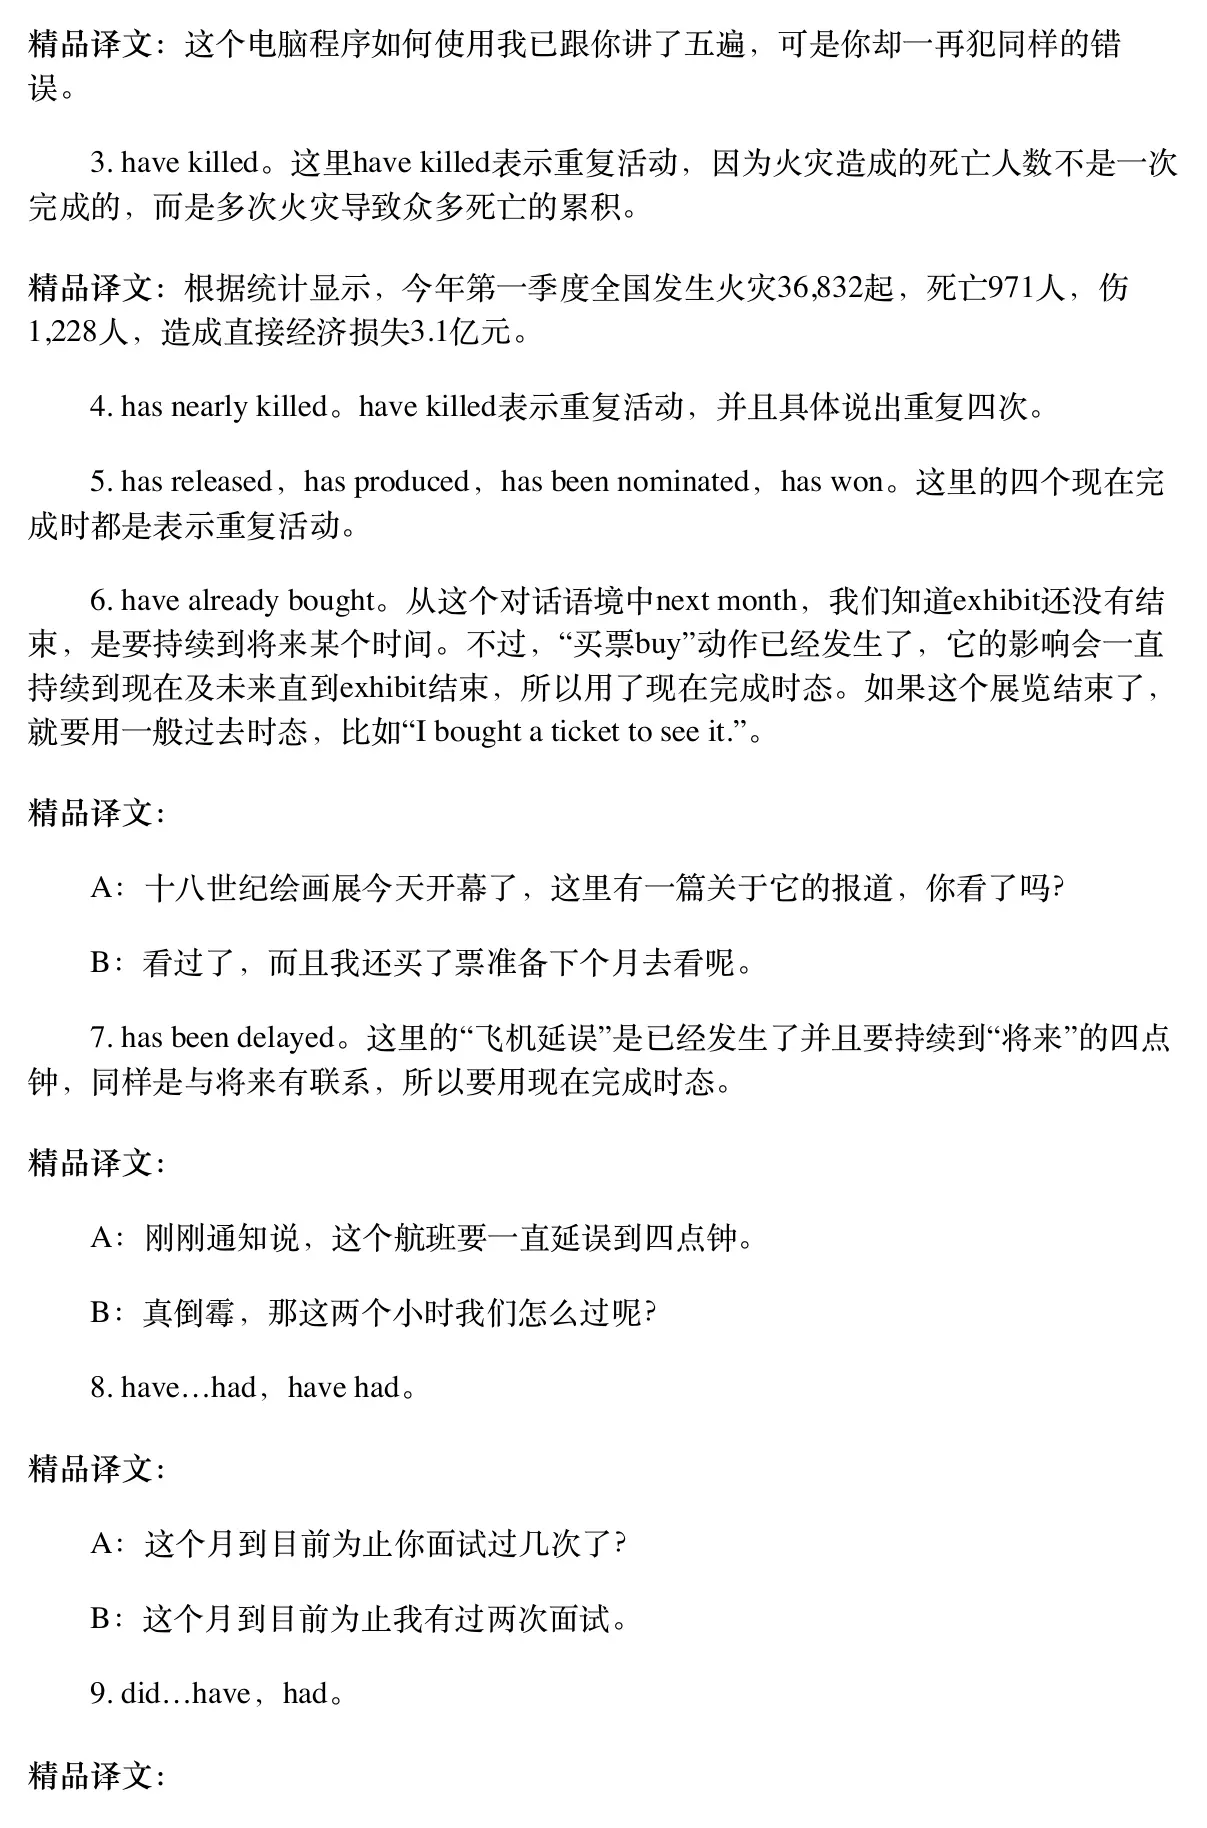 精品译文：这个电脑程序如何使用我已跟你讲了五遍，可是你却一再犯同样的错
误。
3. have killed。这里have killed表示重复活动，因为火灾造成的死亡人数不是一次
完成的，而是多次火灾导致众多死亡的累积。
精品译文：根据统计显示，今年第一季度全国发生火灾36,832起，死亡971人，伤
1,228人，造成直接经济损失3.1亿元。
4. has nearly killed。have killed表示重复活动，并且具体说出重复四次。
5. has released，has produced，has been nominated，has won。这里的四个现在完
成时都是表示重复活动。
6. have already bought。从这个对话语境中next month，我们知道exhibit还没有结
束，是要持续到将来某个时间。不过，“买票buy”动作已经发生了，它的影响会一直
持续到现在及未来直到exhibit结束，所以用了现在完成时态。如果这个展览结束了，
就要用一般过去时态，比如“I bought a ticket to see it.”。
精品译文：
A：十八世纪绘画展今天开幕了，这里有一篇关于它的报道，你看了吗？
B：看过了，而且我还买了票准备下个月去看呢。
7. has been delayed。这里的“飞机延误”是已经发生了并且要持续到“将来”的四点
钟，同样是与将来有联系，所以要用现在完成时态。
精品译文：
A：刚刚通知说，这个航班要一直延误到四点钟。
B：真倒霉，那这两个小时我们怎么过呢？
8. have…had，have had。
精品译文：
A：这个月到目前为止你面试过几次了？
B：这个月到目前为止我有过两次面试。
9. did…have，had。
精品译文：